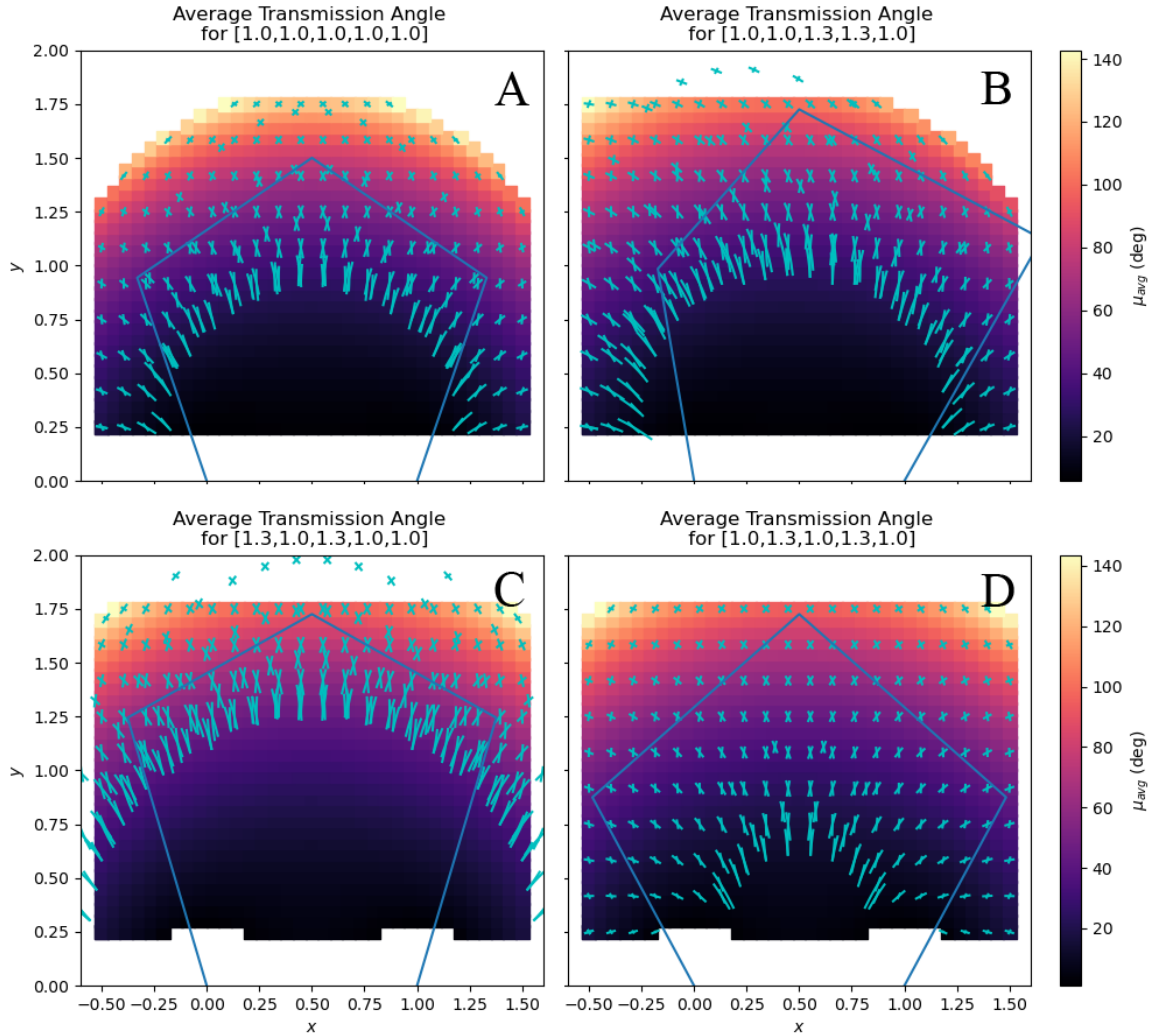 Average Transmission Angle
for [1.0,1.0,1.0,1.0,1.0]
Average Transmission Angle
for [1.0,1.0,1.3,1.3,1.0]
A
B
2.00
1.75
1.50
1.25
1.00
0.75
0.50
0.25
0.00
y
140
120
100
80
60
40
20
μavg (deg)
Average Transmission Angle
for [1.3,1.0,1.3,1.0,1.0]
Average Transmission Angle
for [1.0,1.3,1.0,1.3,1.0]
C
D
2.00
1.75
1.50
1.25
1.00
0.75
0.50
0.25
0.00
y
−0.50 −0.25 0.00 0.25 0.50 0.75 1.00 1.25 1.50
x
−0.50 −0.25 0.00 0.25 0.50 0.75 1.00 1.25 1.50
x
140
120
100
80
60
40
20
μavg (deg)